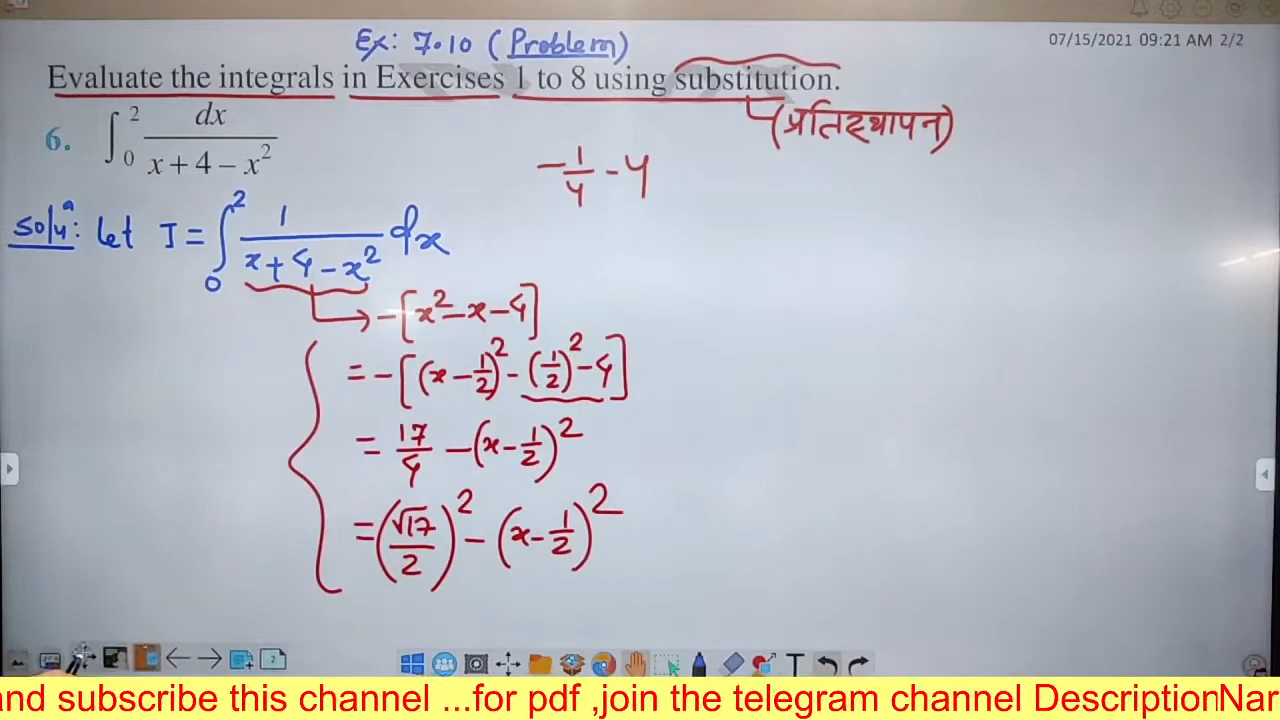 Ex: 7.10 (Problem)
07/15/2021 09:21 AM 2/2
Evaluate the integrals in Exercises 1 to 8 using substitution.
(प्रतिस्थापन)
6. ∫₀² dx / (x + 4 – x²)
-1/4 - 4
Soluⁿ: Let I = ∫₀² 1 / (x + 4 - x²) dx
→ -[x² - x - 4]
= -[(x - 1/2)² - (1/2)² - 4]
= 17/4 - (x - 1/2)²
= (√17/2)² - (x - 1/2)²
and subscribe this channel ...for pdf ,join the telegram channel DescriptionNar